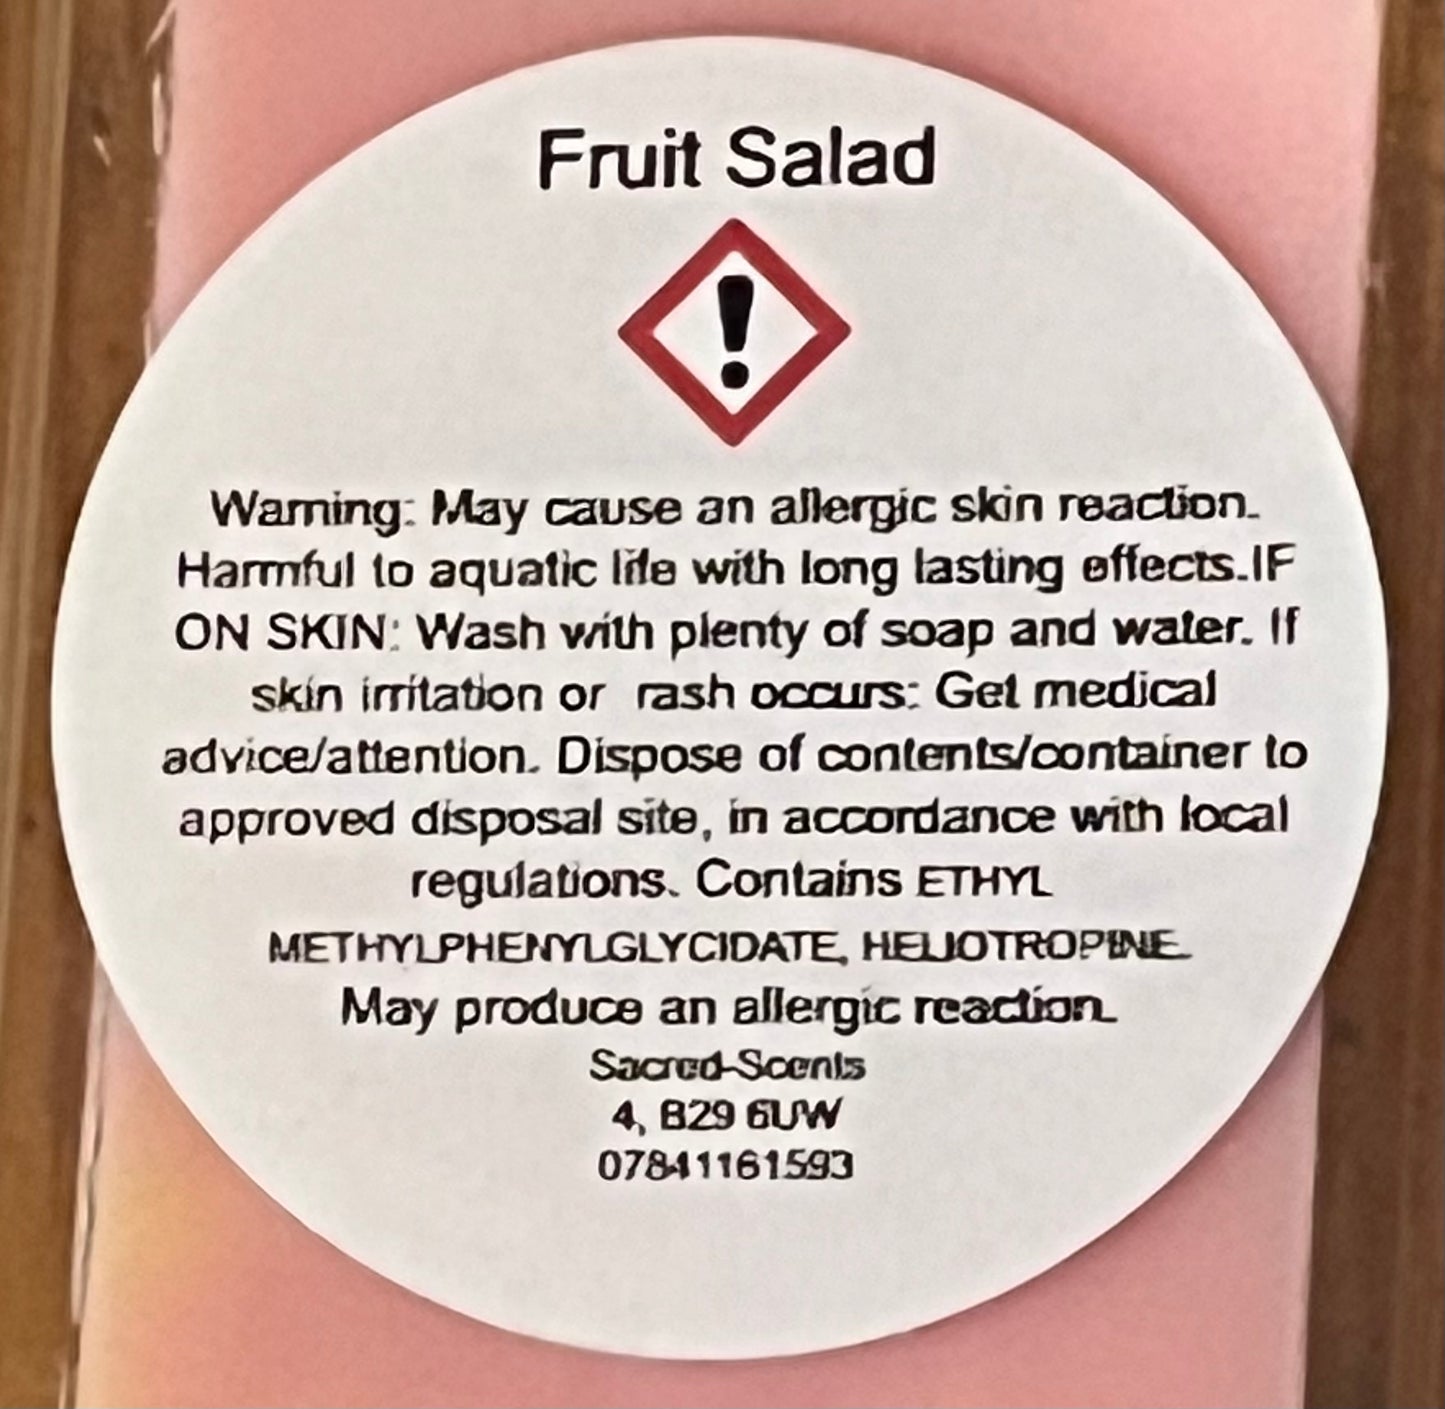 Fruit Salad
Warning: May cause an allergic skin reaction.
Harmful to aquatic life with long lasting effects.IF
ON SKIN: Wash with plenty of soap and water. If
skin irritation or rash occurs: Get medical
advice/attention. Dispose of contents/container to
approved disposal site, in accordance with local
regulations. Contains ETHYL
METHYLPHENYLGLYCIDATE, HELIOTROPINE.
May produce an allergic reaction.
Sacred-Scents
4, B29 6UW
07841161593